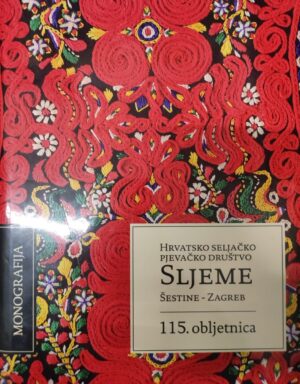 MONOGRAFIJA
HRVATSKO SELJAČKO
PJEVAČKO DRUŠTVO
SLJEME
ŠESTINE - ZAGREB
115. obljetnica